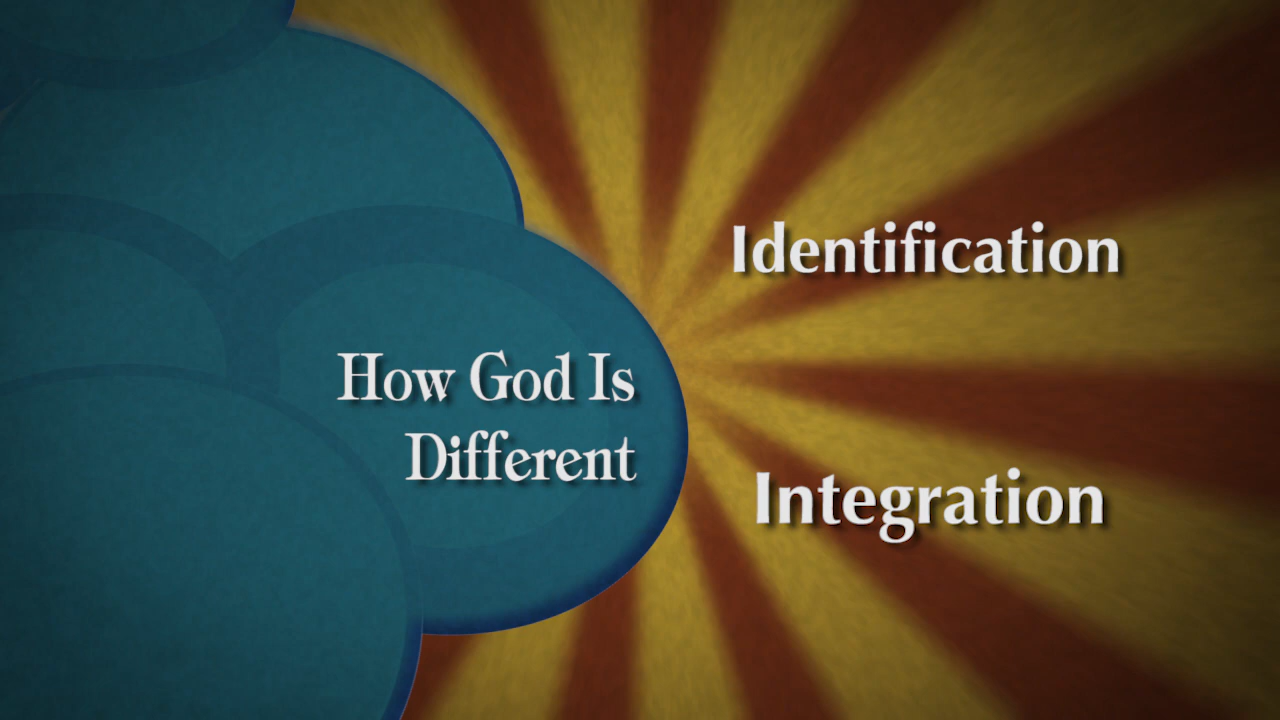 How God Is
Different
Identification
Integration